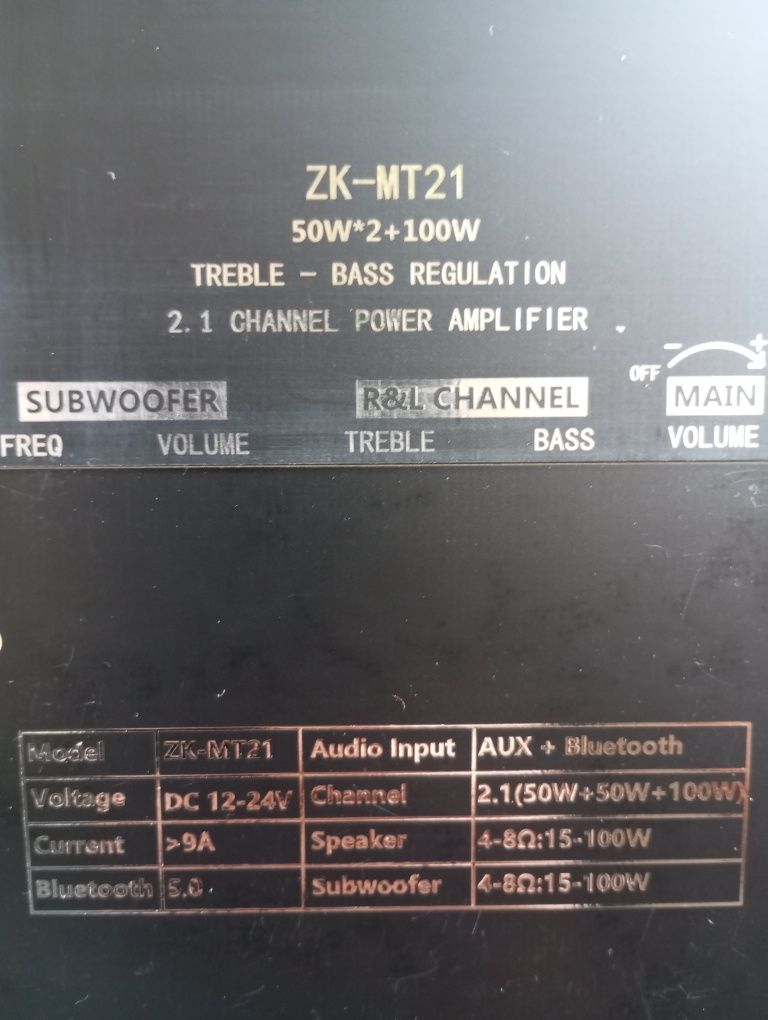 ZK-MT21
50W*2+100W
TREBLE - BASS REGULATION
2.1 CHANNEL POWER AMPLIFIER
OFF - +
SUBWOOFER R&L CHANNEL MAIN
FREQ VOLUME TREBLE BASS VOLUME
Model ZK-MT21 Audio Input AUX + Bluetooth
Voltage DC 12-24V Channel 2.1(50W+50W+100W)
Current >9A Speaker 4-8Ω:15-100W
Bluetooth 5.0 Subwoofer 4-8Ω:15-100W